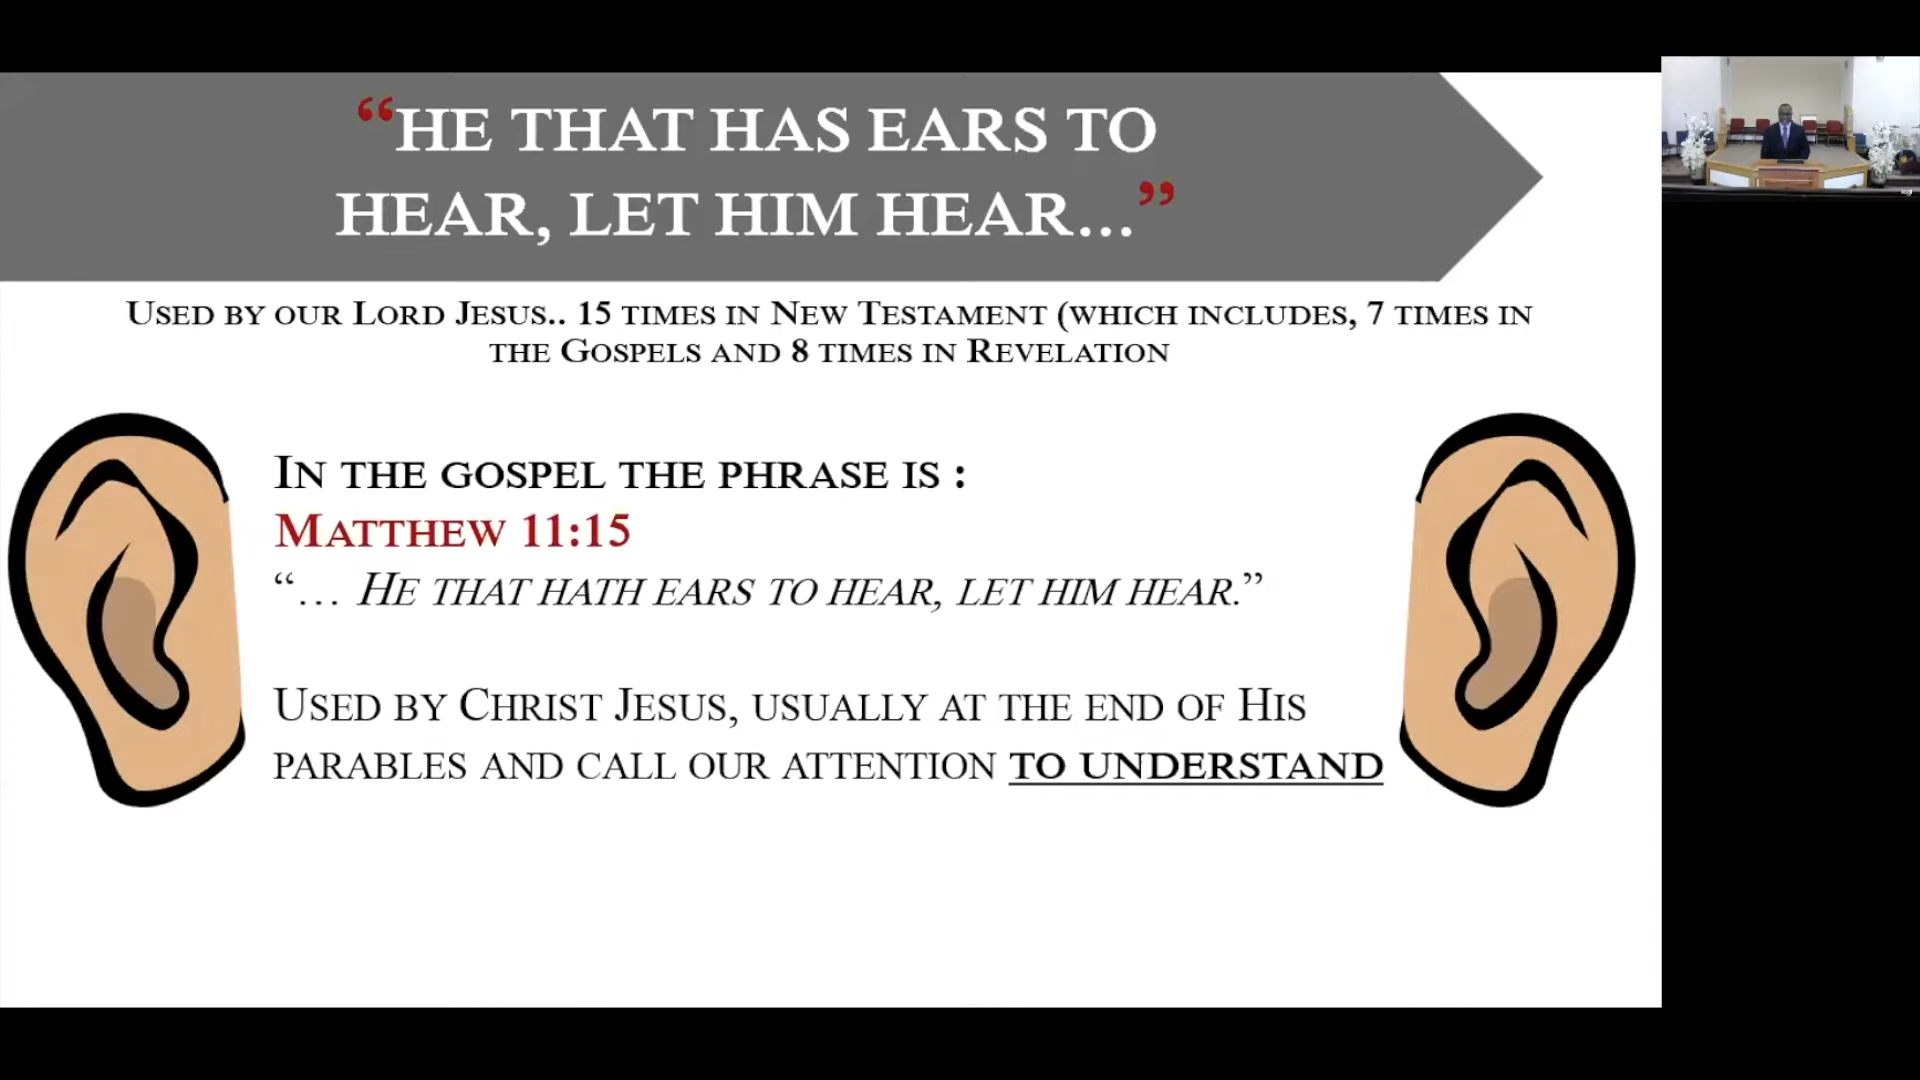 “HE THAT HAS EARS TO
HEAR, LET HIM HEAR...”
USED BY OUR LORD JESUS.. 15 TIMES IN NEW TESTAMENT (WHICH INCLUDES, 7 TIMES IN
THE GOSPELS AND 8 TIMES IN REVELATION
IN THE GOSPEL THE PHRASE IS :
MATTHEW 11:15
“… HE THAT HATH EARS TO HEAR, LET HIM HEAR.”
USED BY CHRIST JESUS, USUALLY AT THE END OF HIS
PARABLES AND CALL OUR ATTENTION TO UNDERSTAND